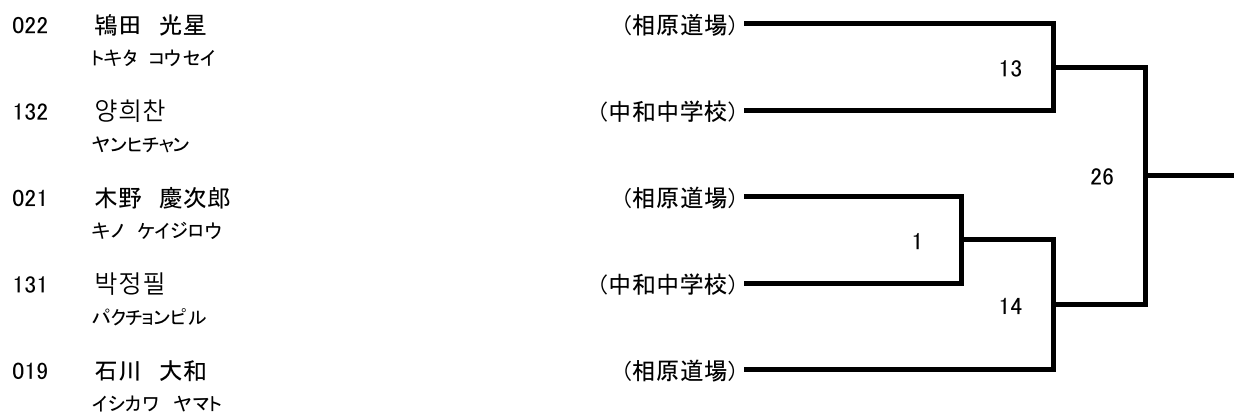 022 鴇田 光星 (相原道場)
トキタ コウセイ
13
132 양희찬 (中和中学校)
ヤンヒチャン
26
021 木野 慶次郎 (相原道場)
キノ ケイジロウ
1
131 박정필 (中和中学校)
パクチョンピル
14
019 石川 大和 (相原道場)
イシカワ ヤマト